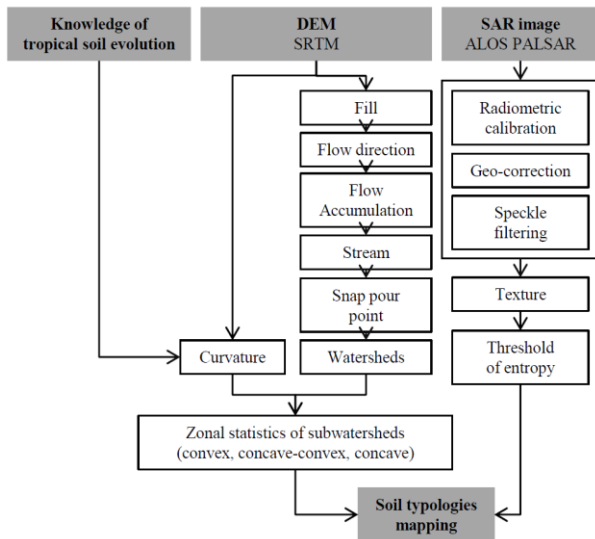 Knowledge of
tropical soil evolution
DEM
SRTM
SAR image
ALOS PALSAR
Fill
Flow direction
Flow
Accumulation
Stream
Snap pour
point
Curvature
Watersheds
Radiometric
calibration
Geo-correction
Speckle
filtering
Texture
Threshold
of entropy
Zonal statistics of subwatersheds
(convex, concave-convex, concave)
Soil typologies
mapping